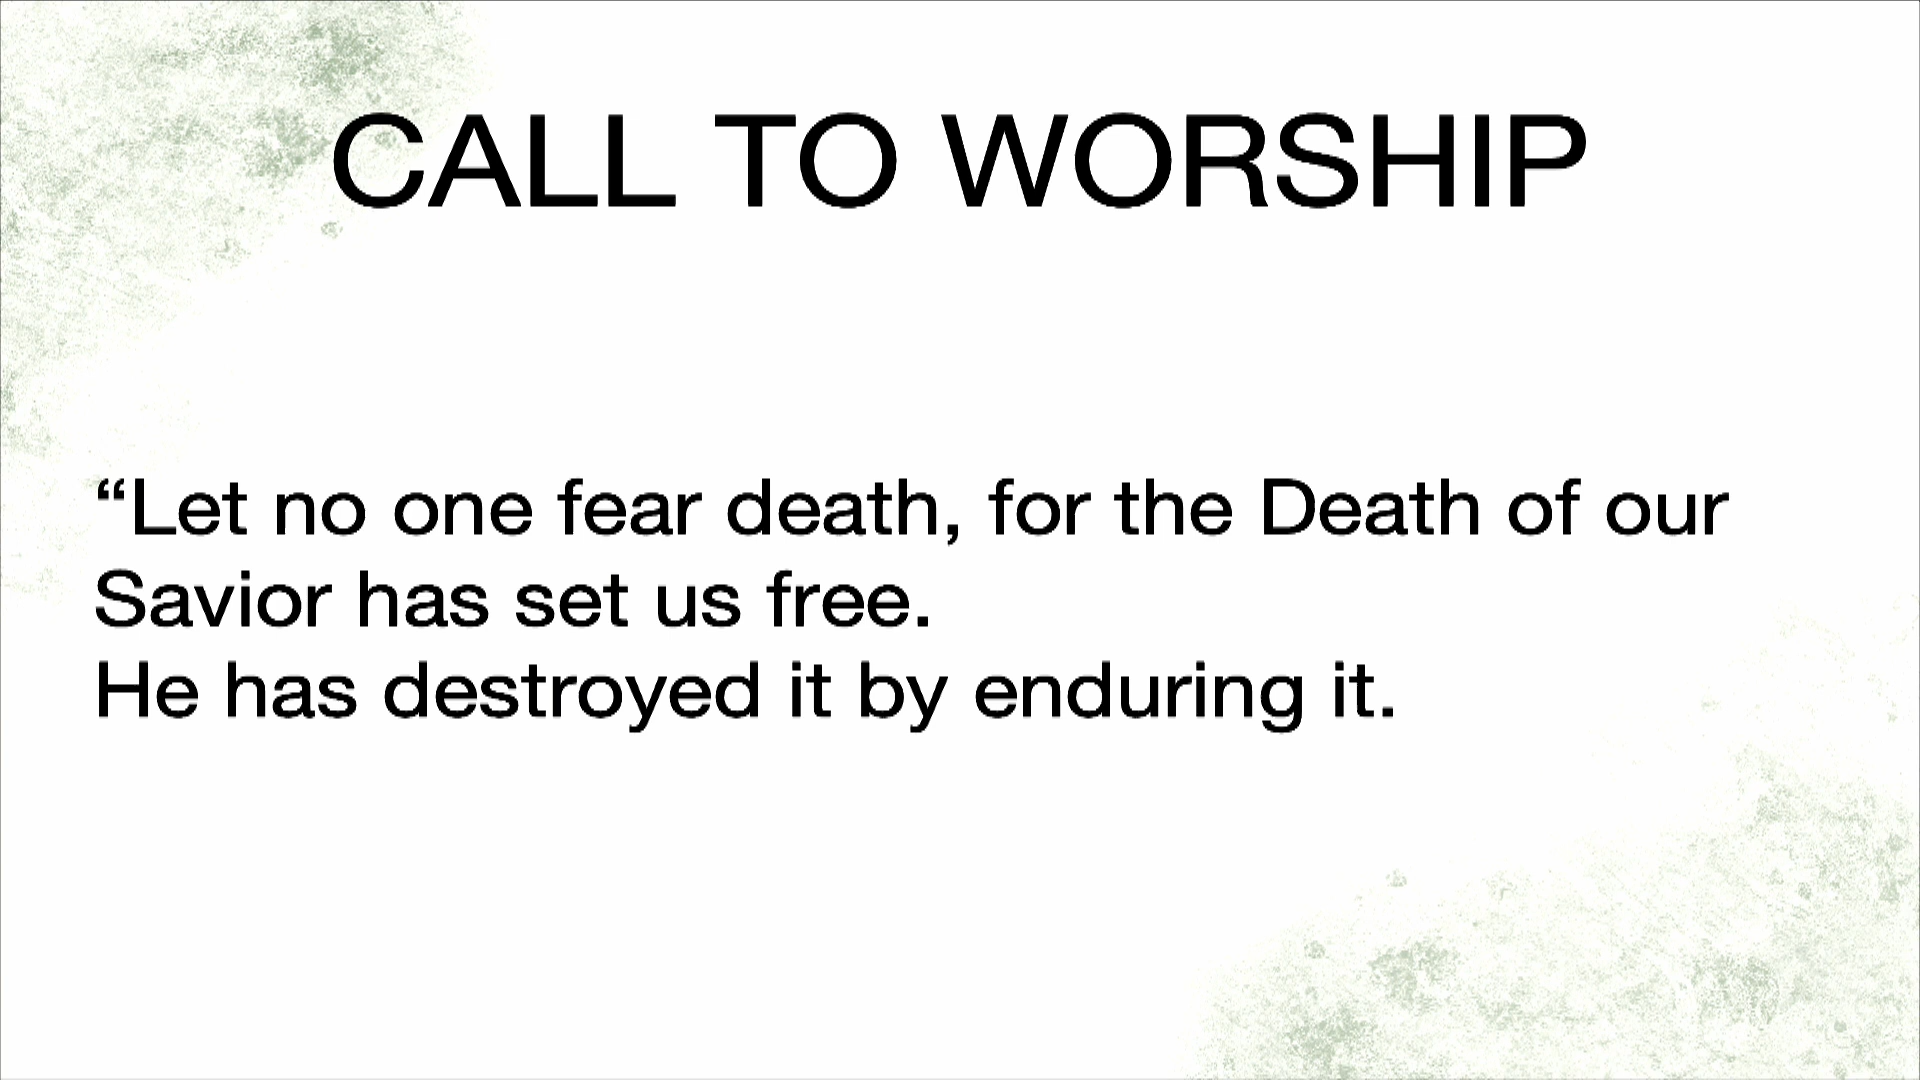 CALL TO WORSHIP
“Let no one fear death, for the Death of our
Savior has set us free.
He has destroyed it by enduring it.